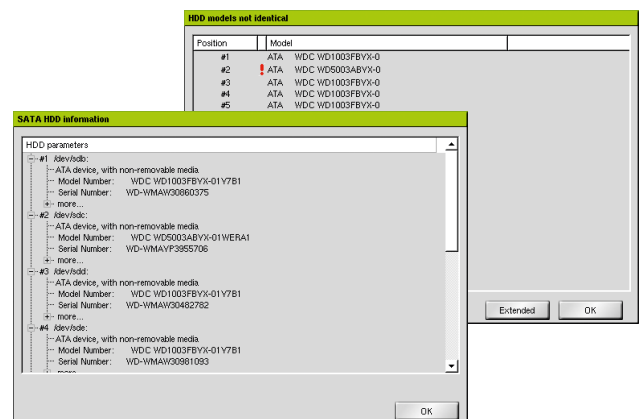 HDD models not identical
Position Model
#1 ATA WDC WD1003FBYX-0
#2 ! ATA WDC WD5003ABYX-0
#3 ATA WDC WD1003FBYX-0
#4 ATA WDC WD1003FBYX-0
#5 ATA WDC WD1003FBYX-0
Extended OK
SATA HDD information
HDD parameters
#1 /dev/sdb:
ATA device, with non-removable media
Model Number: WDC WD1003FBYX-01Y7B1
Serial Number: WD-WMAW30860375
more...
#2 /dev/sdc:
ATA device, with non-removable media
Model Number: WDC WD5003ABYX-01WERA1
Serial Number: WD-WMAYP3955706
more...
#3 /dev/sdd:
ATA device, with non-removable media
Model Number: WDC WD1003FBYX-01Y7B1
Serial Number: WD-WMAW30482782
more...
#4 /dev/sde:
ATA device, with non-removable media
Model Number: WDC WD1003FBYX-01Y7B1
Serial Number: WD-WMAW30981093
more...
OK